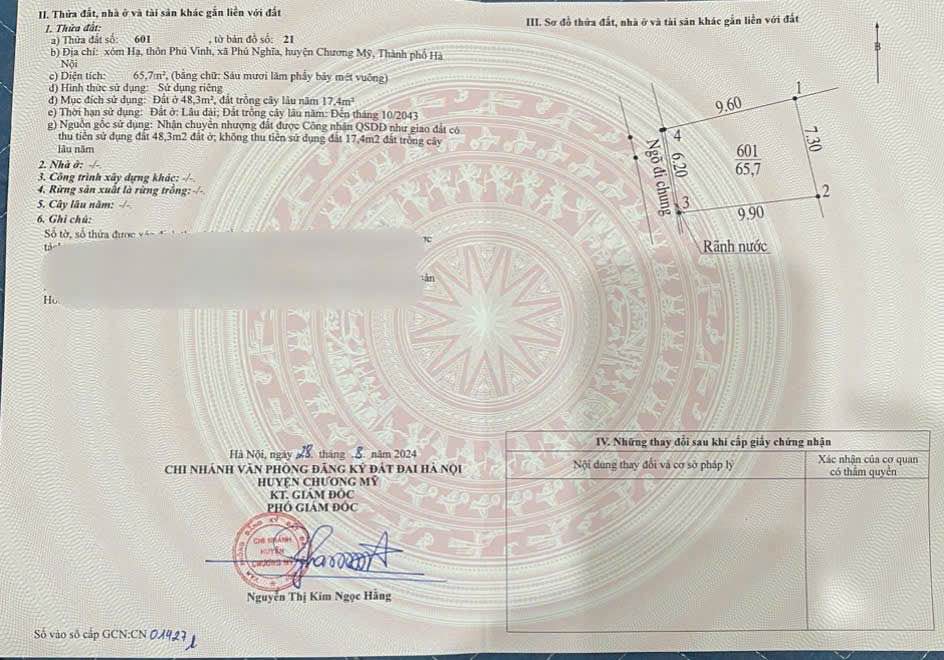 II. Thửa đất, nhà ở và tài sản khác gắn liền với đất
1. Thửa đất:
a) Thửa đất số: 601 , tờ bản đồ số: 21
b) Địa chỉ: xóm Hạ, thôn Phú Vinh, xã Phú Nghĩa, huyện Chương Mỹ, Thành phố Hà
Nội
c) Diện tích: 65,7m², (bằng chữ: Sáu mươi lăm phẩy bảy mét vuông)
d) Hình thức sử dụng: Sử dụng riêng
đ) Mục đích sử dụng: Đất ở 48,3m², đất trồng cây lâu năm 17,4m²
e) Thời hạn sử dụng: Đất ở: Lâu dài; Đất trồng cây lâu năm: Đến tháng 10/2043
g) Nguồn gốc sử dụng: Nhận chuyển nhượng đất được Công nhận QSDĐ như giao đất có
thu tiền sử dụng đất 48,3m2 đất ở; không thu tiền sử dụng đất 17,4m2 đất trồng cây
lâu năm
2. Nhà ở: -/-.
3. Công trình xây dựng khác: -/-.
4. Rừng sản xuất là rừng trồng: -/-.
5. Cây lâu năm: -/-.
6. Ghi chú:
Số tờ, số thửa được
III. Sơ đồ thửa đất, nhà ở và tài sản khác gắn liền với đất
B
1
9.60
4
7.30
601
65,7
6.20
Ngõ đi chung
3
2
9.90
Rãnh nước
Hà Nội, ngày 28 tháng 8 năm 2024
CHI NHÁNH VĂN PHÒNG ĐĂNG KÝ ĐẤT ĐAI HÀ NỘI
HUYỆN CHƯƠNG MỸ
KT. GIÁM ĐỐC
PHÓ GIÁM ĐỐC
CHI NHÁNH
HUYỆN
CHƯƠNG MỸ
Nguyễn Thị Kim Ngọc Hằng
Số vào sổ cấp GCN:CN 01427
IV. Những thay đổi sau khi cấp giấy chứng nhận
Nội dung thay đổi và cơ sở pháp lý
Xác nhận của cơ quan
có thẩm quyền